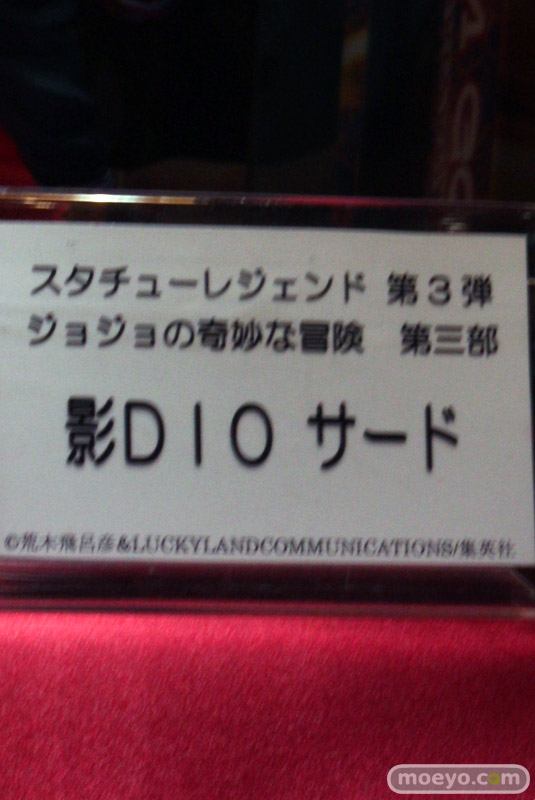 スタチューレジェンド 第3弾
ジョジョの奇妙な冒険 第三部
影DIO サード
©荒木飛呂彦&LUCKYLANDCOMMUNICATIONS/集英社
moeyo.com